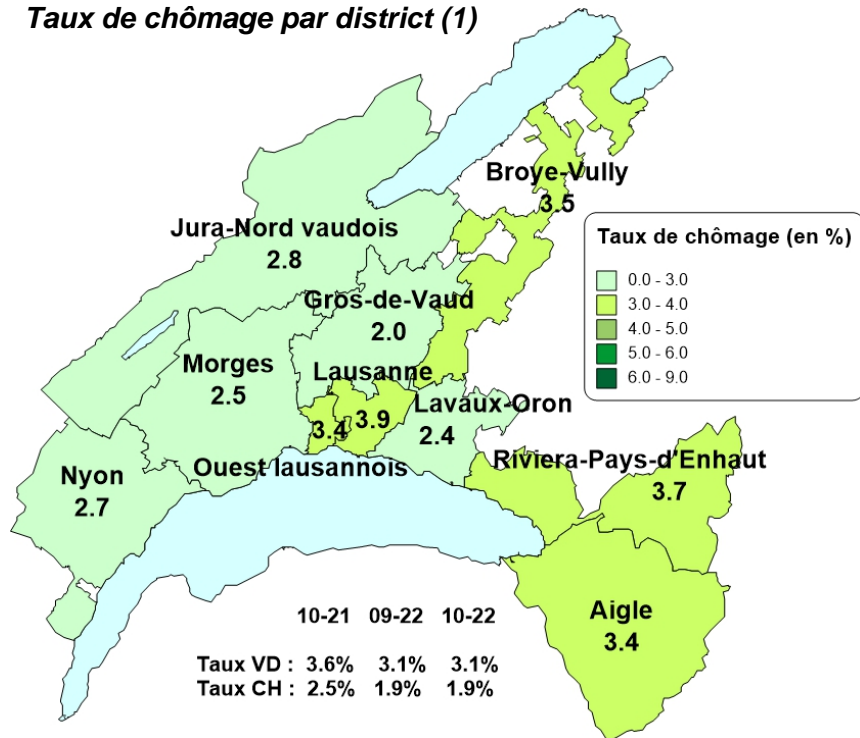 Taux de chômage par district (1)
Broye-Vully
3.5
Jura-Nord vaudois
2.8
Taux de chômage (en %)
0.0 - 3.0
3.0 - 4.0
4.0 - 5.0
5.0 - 6.0
6.0 - 9.0
Gros-de-Vaud
2.0
Morges
2.5
Lausanne
3.9
3.4
Lavaux-Oron
2.4
Ouest lausannois
Riviera-Pays-d'Enhaut
3.7
Nyon
2.7
Aigle
3.4
10-21 09-22 10-22
Taux VD : 3.6% 3.1% 3.1%
Taux CH : 2.5% 1.9% 1.9%